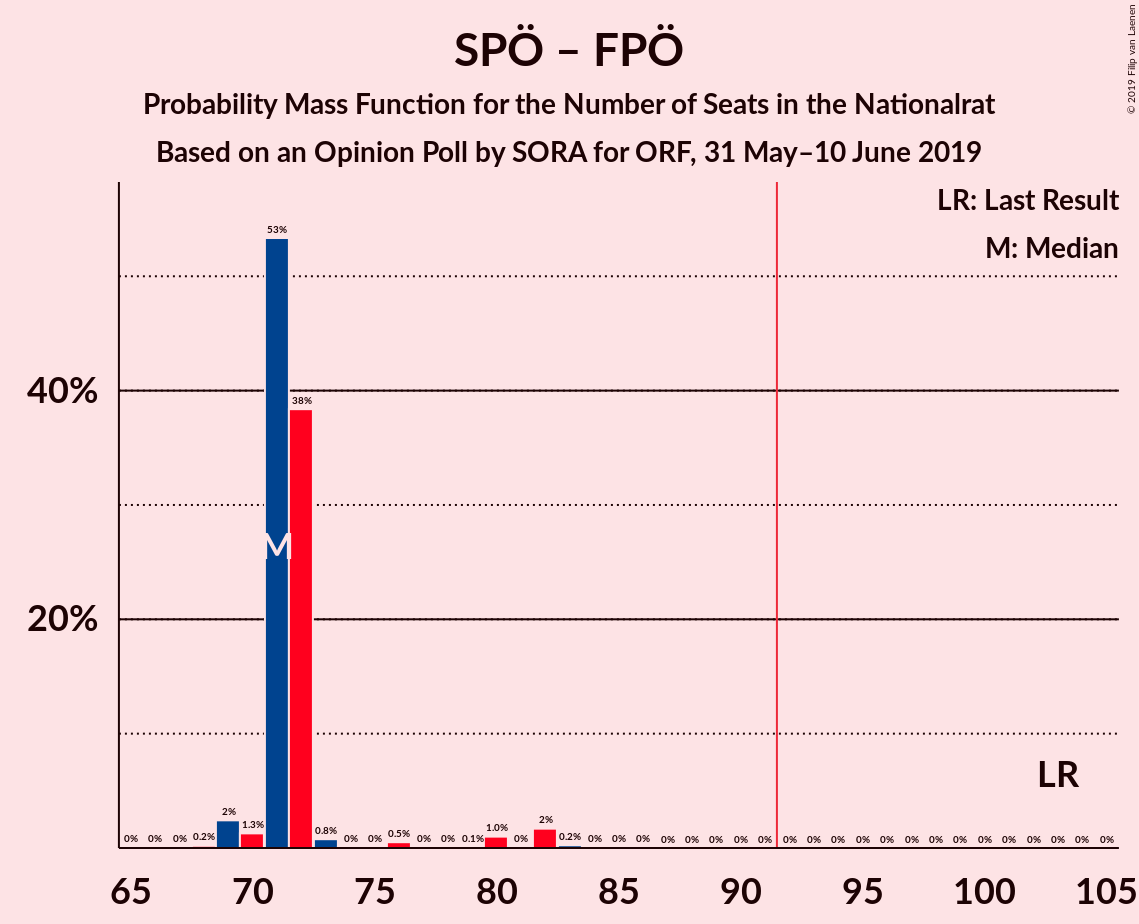 SPÖ – FPÖ
Probability Mass Function for the Number of Seats in the Nationalrat
Based on an Opinion Poll by SORA for ORF, 31 May–10 June 2019
© 2019 Filip van Laenen
LR: Last Result
M: Median
53%
40%
38%
M
20%
LR
0% 0% 0% 0.2% 2% 1.3% 0.8% 0% 0% 0.5% 0% 0% 0.1% 1.0% 0% 2% 0.2% 0% 0% 0% 0% 0% 0% 0% 0% 0% 0% 0% 0% 0% 0% 0% 0% 0% 0% 0% 0% 0% 0%
65 70 75 80 85 90 95 100 105